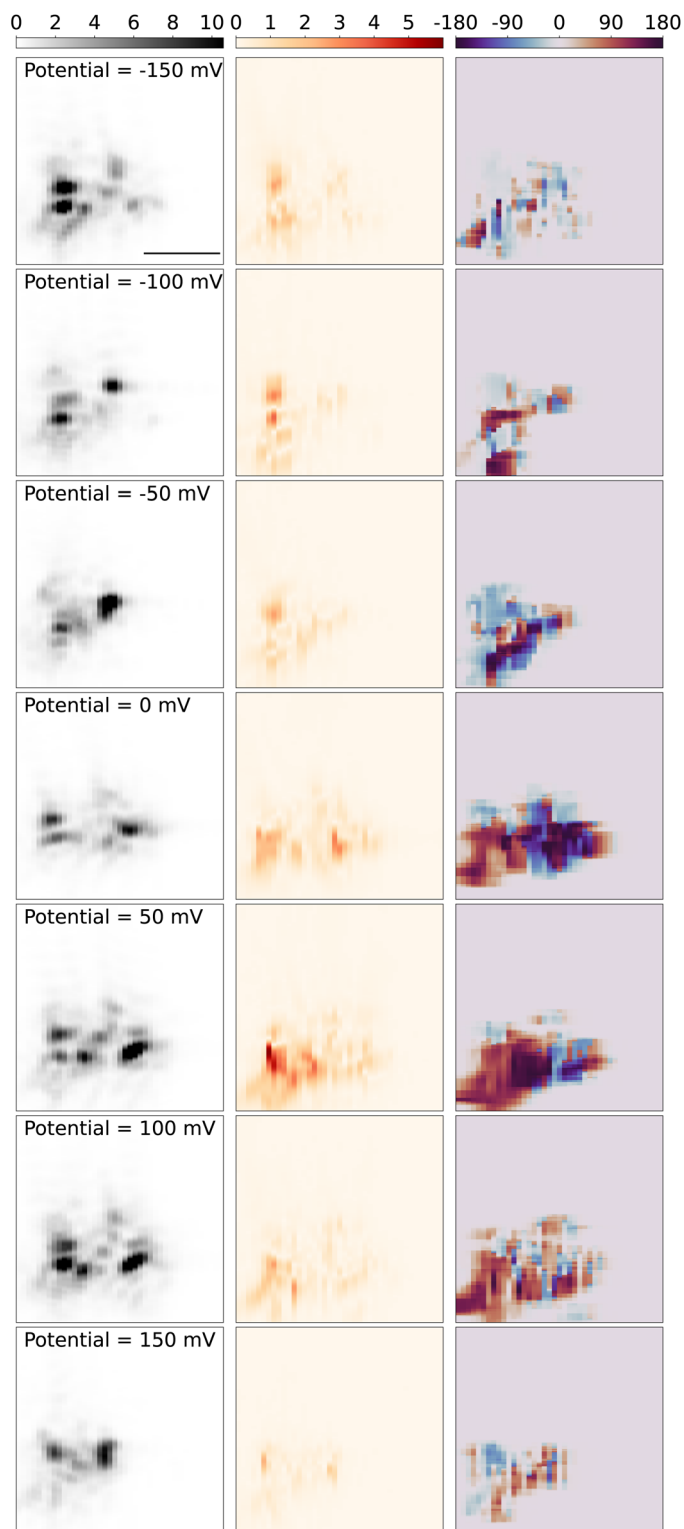 0 2 4 6 8 10 0 1 2 3 4 5 -180 -90 0 90 180
Potential = -150 mV
Potential = -100 mV
Potential = -50 mV
Potential = 0 mV
Potential = 50 mV
Potential = 100 mV
Potential = 150 mV